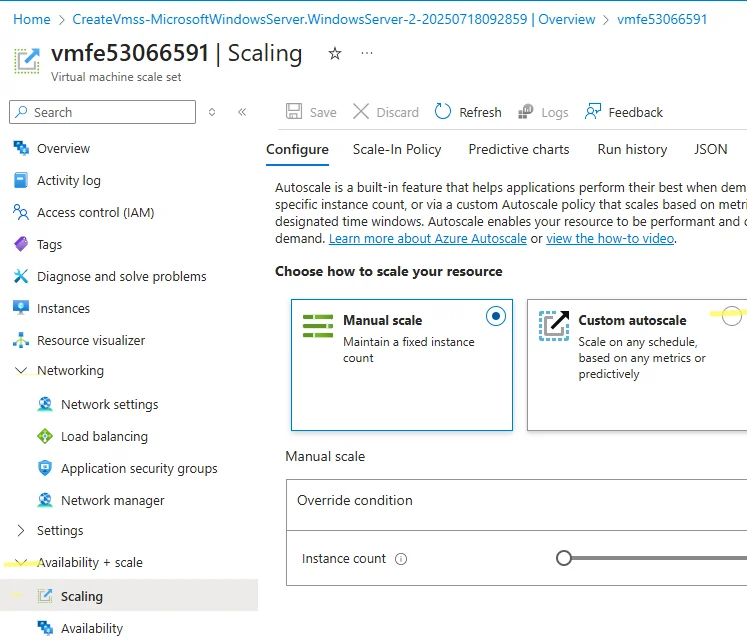 Home > CreateVmss-MicrosoftWindowsServer.WindowsServer-2-20250718092859 | Overview > vmfe53066591
vmfe53066591 | Scaling
Virtual machine scale set
Search
Save Discard Refresh Logs Feedback
Configure Scale-In Policy Predictive charts Run history JSON
Overview
Activity log
Access control (IAM)
Tags
Diagnose and solve problems
Instances
Resource visualizer
Networking
Network settings
Load balancing
Application security groups
Network manager
Settings
Availability + scale
Scaling
Availability
Autoscale is a built-in feature that helps applications perform their best when dem
specific instance count, or via a custom Autoscale policy that scales based on metri
designated time windows. Autoscale enables your resource to be performant and c
demand. Learn more about Azure Autoscale or view the how-to video.
Choose how to scale your resource
Manual scale
Maintain a fixed instance
count
Custom autoscale
Scale on any schedule,
based on any metrics or
predictively
Manual scale
Override condition
Instance count